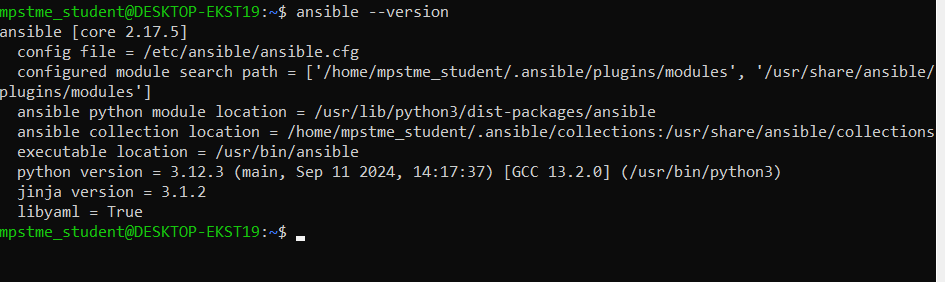 mpstme_student@DESKTOP-EKST19:~$ ansible --version
ansible [core 2.17.5]
  config file = /etc/ansible/ansible.cfg
  configured module search path = ['/home/mpstme_student/.ansible/plugins/modules', '/usr/share/ansible/
plugins/modules']
  ansible python module location = /usr/lib/python3/dist-packages/ansible
  ansible collection location = /home/mpstme_student/.ansible/collections:/usr/share/ansible/collections
  executable location = /usr/bin/ansible
  python version = 3.12.3 (main, Sep 11 2024, 14:17:37) [GCC 13.2.0] (/usr/bin/python3)
  jinja version = 3.1.2
  libyaml = True
mpstme_student@DESKTOP-EKST19:~$